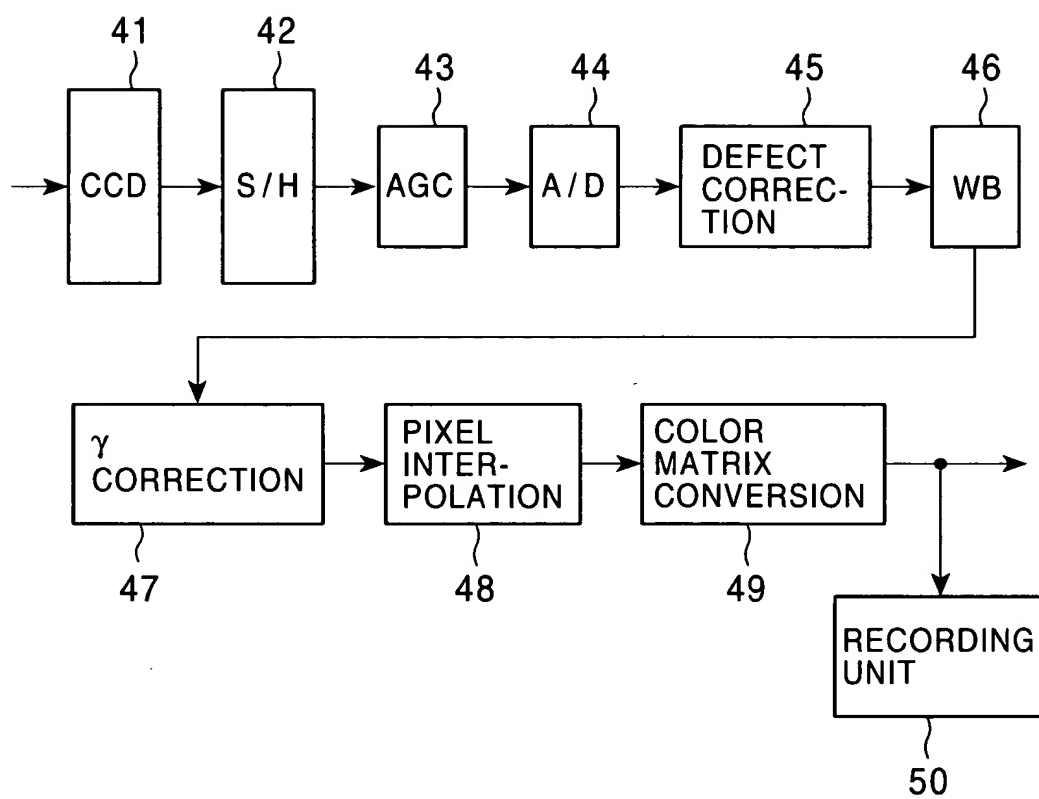 41
42
43
44
45
46
CCD
S/H
AGC
A/D
DEFECT
CORREC-
TION
WB
γ
CORRECTION
PIXEL
INTER-
POLATION
COLOR
MATRIX
CONVERSION
47
48
49
RECORDING
UNIT
50